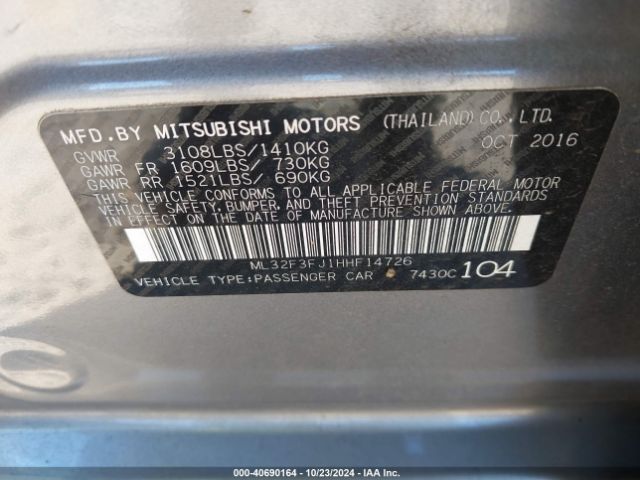 MFD.BY MITSUBISHI MOTORS (THAILAND) CO., LTD.
GVWR 3108LBS/1410KG OCT 2016
GAWR FR 1609LBS/ 730KG
GAWR RR 1521LBS/ 690KG
THIS VEHICLE CONFORMS TO ALL APPLICABLE FEDERAL MOTOR
VEHICLE SAFETY, BUMPER, AND THEFT PREVENTION STANDARDS
IN EFFECT ON THE DATE OF MANUFACTURE SHOWN ABOVE.
ML32F3FJ1HHF14726
VEHICLE TYPE:PASSENGER CAR 7430C 104
000-40690164 - 10/23/2024 - IAA Inc.